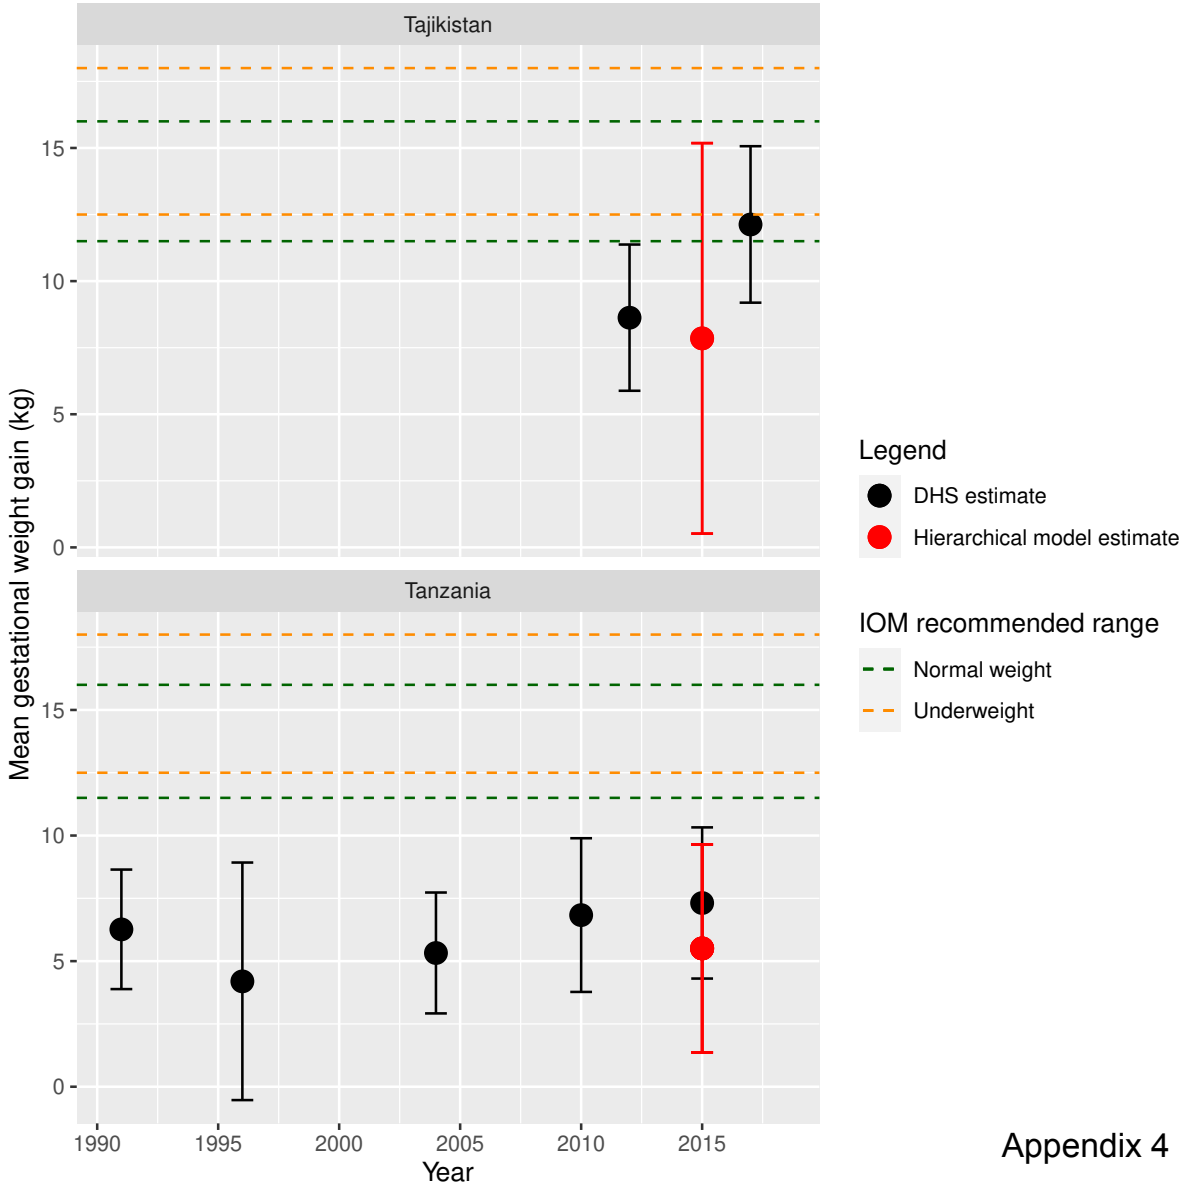 Tajikistan
15
10
5
0
Tanzania
15
10
5
0
1990 1995 2000 2005 2010 2015
Year
Mean gestational weight gain (kg)
Legend
DHS estimate
Hierarchical model estimate
IOM recommended range
Normal weight
Underweight
Appendix 4